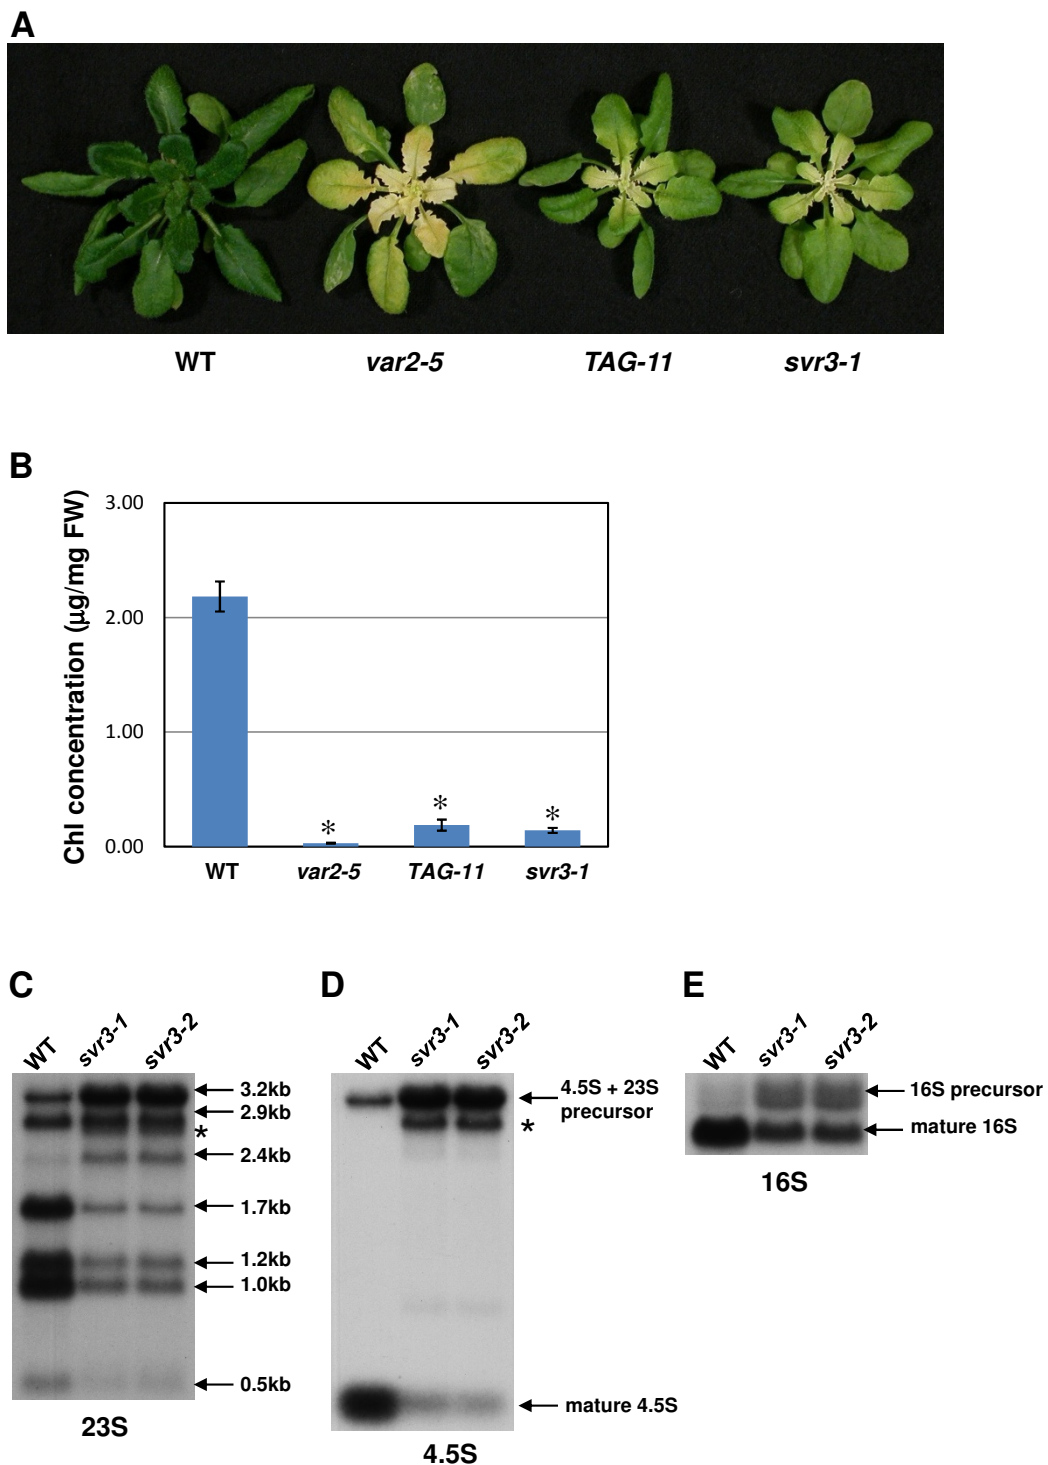 A
WT var2-5 TAG-11 svr3-1
B
Chl concentration (µg/mg FW)
3.00
2.00
1.00
0.00
* * *
WT var2-5 TAG-11 svr3-1
C
WT svr3-1 svr3-2
3.2kb
2.9kb
*
2.4kb
1.7kb
1.2kb
1.0kb
0.5kb
23S
D
WT svr3-1 svr3-2
4.5S + 23S
precursor
*
mature 4.5S
4.5S
E
WT svr3-1 svr3-2
16S precursor
mature 16S
16S